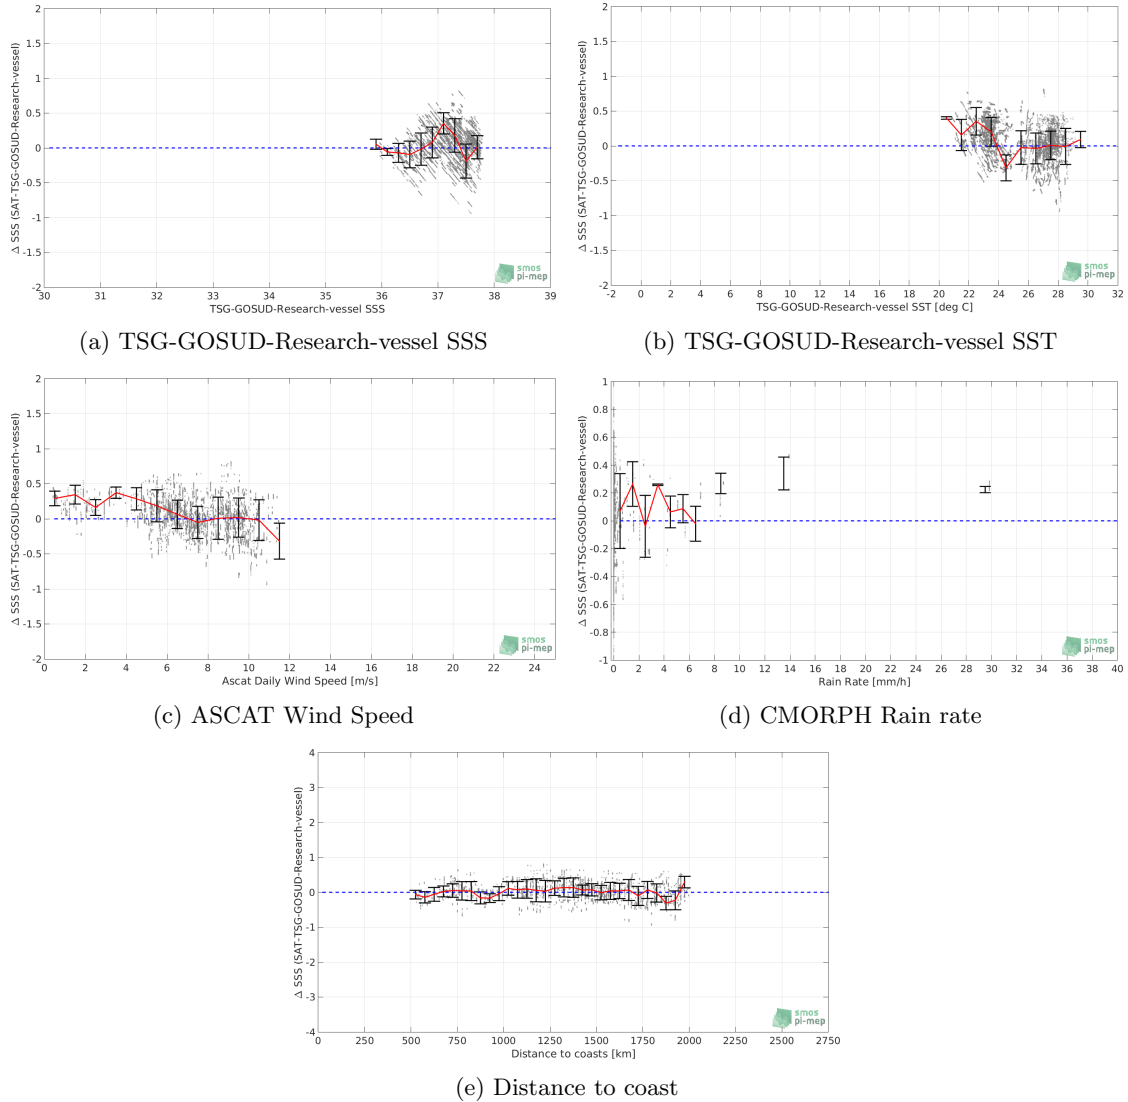 2
1.5
1
0.5
0
-0.5
-1
-1.5
-2
Δ SSS (SAT-TSG-GOSUD-Research-vessel)
30 31 32 33 34 35 36 37 38 39
TSG-GOSUD-Research-vessel SSS
smos
pi-mep
(a) TSG-GOSUD-Research-vessel SSS
2
1.5
1
0.5
0
-0.5
-1
-1.5
-2
Δ SSS (SAT-TSG-GOSUD-Research-vessel)
-2 0 2 4 6 8 10 12 14 16 18 20 22 24 26 28 30 32
TSG-GOSUD-Research-vessel SST [deg C]
smos
pi-mep
(b) TSG-GOSUD-Research-vessel SST
2
1.5
1
0.5
0
-0.5
-1
-1.5
-2
Δ SSS (SAT-TSG-GOSUD-Research-vessel)
0 2 4 6 8 10 12 14 16 18 20 22 24
Ascat Daily Wind Speed [m/s]
smos
pi-mep
(c) ASCAT Wind Speed
1
0.8
0.6
0.4
0.2
0
-0.2
-0.4
-0.6
-0.8
-1
Δ SSS (SAT-TSG-GOSUD-Research-vessel)
0 2 4 6 8 10 12 14 16 18 20 22 24 26 28 30 32 34 36 38 40
Rain Rate [mm/h]
smos
pi-mep
(d) CMORPH Rain rate
4
3
2
1
0
-1
-2
-3
-4
Δ SSS (SAT-TSG-GOSUD-Research-vessel)
0 250 500 750 1000 1250 1500 1750 2000 2250 2500 2750
Distance to coasts [km]
smos
pi-mep
(e) Distance to coast